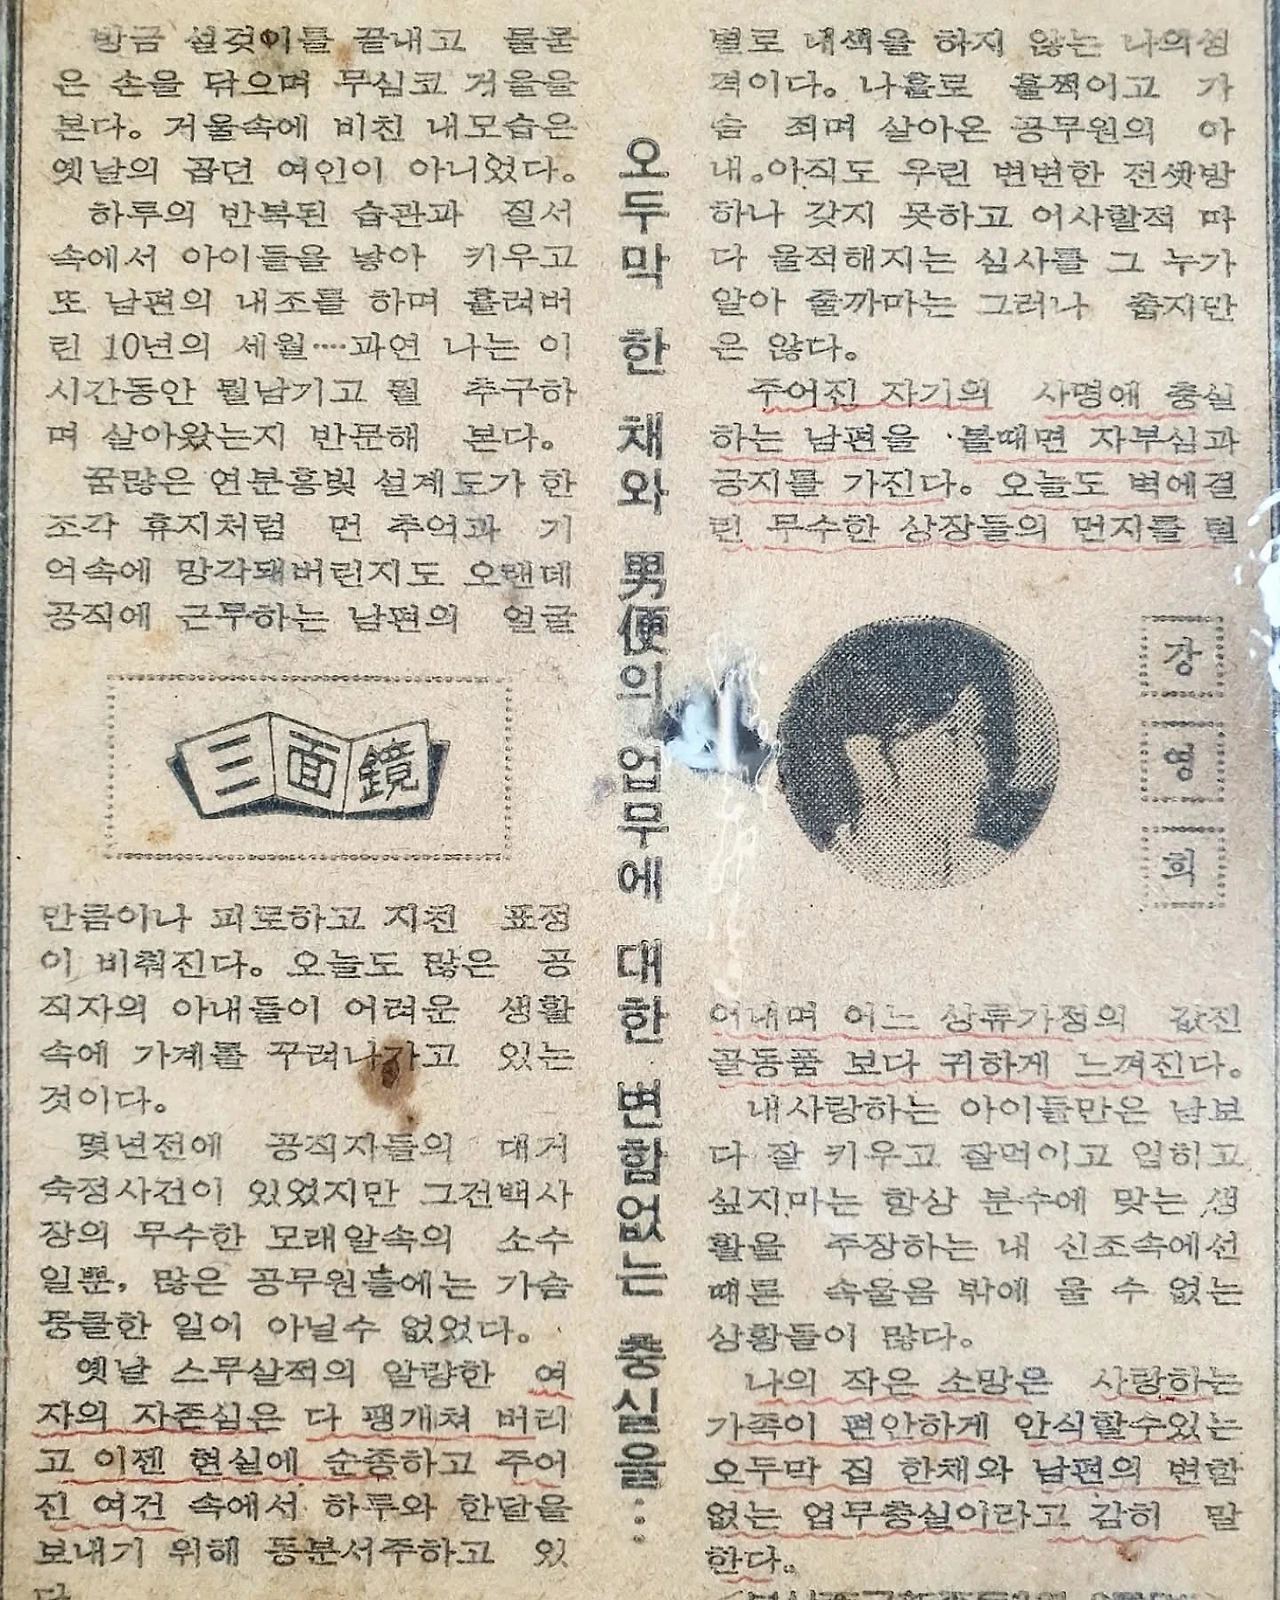 방금 설겆이를 끝내고 물묻
은 손을 닦으며 무심코 거울을
본다. 거울속에 비친 내모습은
옛날의 곱던 여인이 아니었다.
하루의 반복된 습관과 질서
속에서 아이들을 낳아 키우고
또 남편의 내조를 하며 흘려버
린 10년의 세월····과연 나는 이
시간동안 뭘남기고 뭘 추구하
며 살아왔는지 반문해 본다.
꿈많은 연분홍빛 설계도가 한
조각 휴지처럼 먼 추억과 기
억속에 망각돼버린지도 오랜데
공직에 근무하는 남편의 얼굴
三面鏡
만큼이나 피로하고 지친 표정
이 비춰진다. 오늘도 많은 공
직자의 아내들이 어려운 생활
속에 가계를 꾸려나가고 있는
것이다.
몇년전에 공직자들의 대거
숙정사건이 있었지만 그건백사
장의 무수한 모래알속의 소수
일뿐, 많은 공무원들에는 가슴
뭉클한 일이 아닐수 없었다.
옛날 스무살적의 알량한 여
자의 자존심은 다 팽개쳐 버리
고 이젠 현실에 순종하고 주어
진 여건 속에서 하루와 한달을
보내기 위해 동분서주하고 있
다
오두막 한 채와 男便의 업무에 대한 변함없는 충실을…
별로 내색을 하지 않는 나의성
격이다. 나홀로 훌쩍이고 가
슴 죄며 살아온 공무원의 아
내.아직도 우린 변변한 전셋방
하나 갖지 못하고 이사할적 마
다 울적해지는 심사를 그 누가
알아 줄까마는 그러나 춥지만
은 않다.
주어진 자기의 사명에 충실
하는 남편을 볼때면 자부심과
긍지를 가진다. 오늘도 벽에걸
린 무수한 상장들의 먼지를 털
강
영
희
어내며 어느 상류가정의 값진
골동품 보다 귀하게 느껴진다.
내사랑하는 아이들만은 남보
다 잘 키우고 잘먹이고 입히고
싶지마는 항상 분수에 맞는 생
활을 주장하는 내 신조속에선
때론 속울음 밖에 울 수 없는
상황들이 많다.
나의 작은 소망은 사랑하는
가족이 편안하게 안식할수있는
오두막 집 한채와 남편의 변함
없는 업무충실이라고 감히 말
한다.